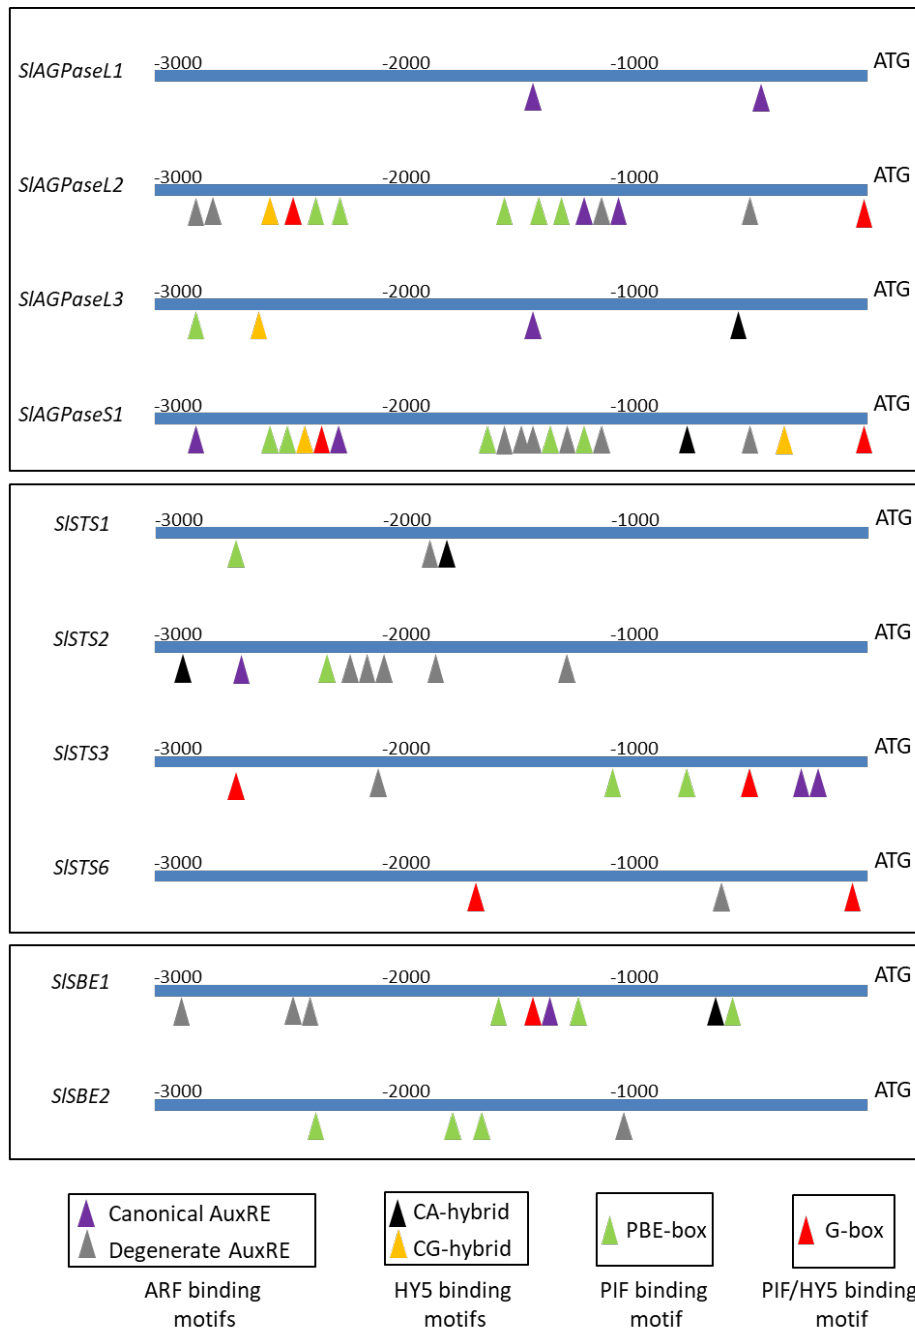 -3000 -2000 -1000 ATG
SlAGPaseL1
-3000 -2000 -1000 ATG
SlAGPaseL2
-3000 -2000 -1000 ATG
SlAGPaseL3
-3000 -2000 -1000 ATG
SlAGPaseS1
-3000 -2000 -1000 ATG
SlSTS1
-3000 -2000 -1000 ATG
SlSTS2
-3000 -2000 -1000 ATG
SlSTS3
-3000 -2000 -1000 ATG
SlSTS6
-3000 -2000 -1000 ATG
SlSBE1
-3000 -2000 -1000 ATG
SlSBE2
Canonical AuxRE
Degenerate AuxRE
ARF binding
motifs
CA-hybrid
CG-hybrid
HY5 binding
motifs
PBE-box
PIF binding
motif
G-box
PIF/HY5 binding
motif